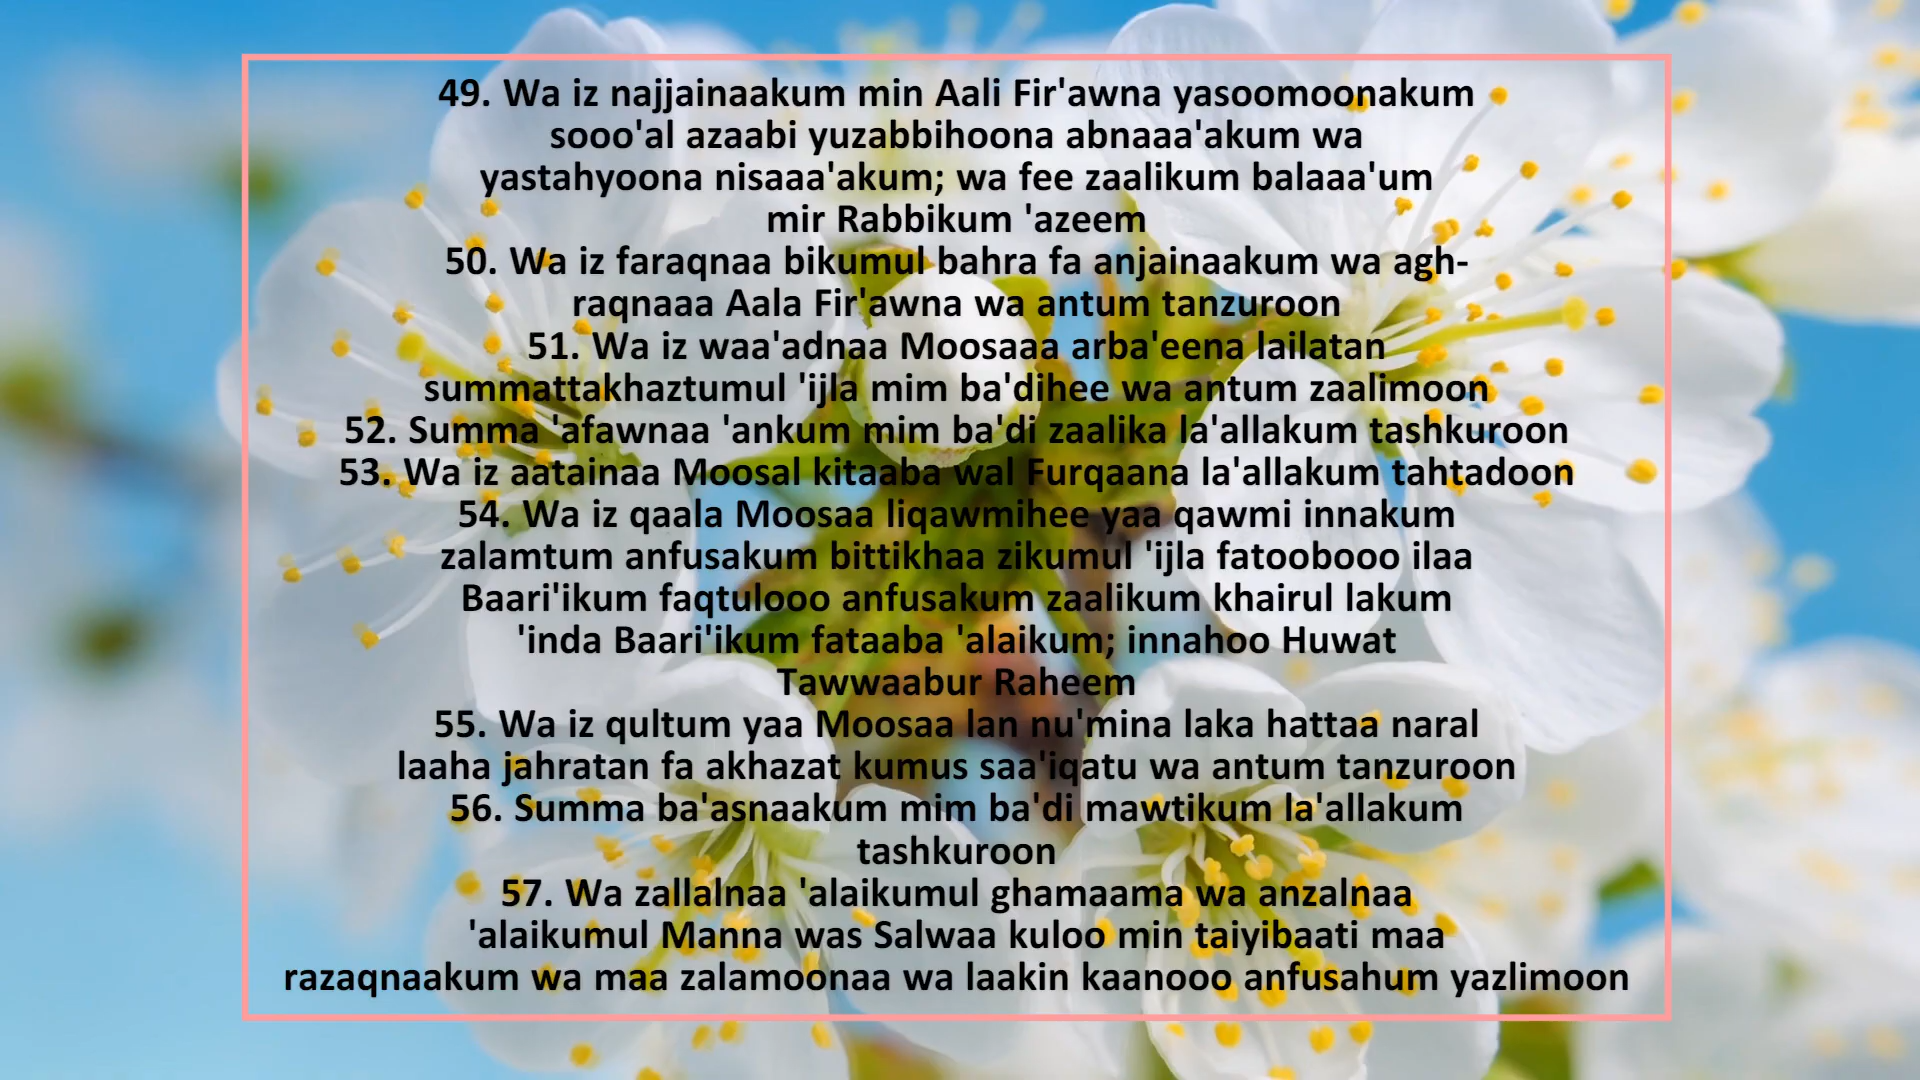 49. Wa iz najjainaakum min Aali Fir'awna yasoomoonakum
sooo'al azaabi yuzabbihoona abnaaa'akum wa
yastahyoona nisaaa'akum; wa fee zaalikum balaaa'um
mir Rabbikum 'azeem
50. Wa iz faraqnaa bikumul bahra fa anjainaakum wa agh-
raqnaaa Aala Fir'awna wa antum tanzuroon
51. Wa iz waa'adnaa Moosaaa arba'eena lailatan
summattakhaztumul 'ijla mim ba'dihee wa antum zaalimoon
52. Summa 'afawnaa 'ankum mim ba'di zaalika la'allakum tashkuroon
53. Wa iz aatainaa Moosal kitaaba wal Furqaana la'allakum tahtadoon
54. Wa iz qaala Moosaa liqawmihee yaa qawmi innakum
zalamtum anfusakum bittikhaa zikumul 'ijla fatoobooo ilaa
Baari'ikum faqtulooo anfusakum zaalikum khairul lakum
'inda Baari'ikum fataaba 'alaikum; innahoo Huwat
Tawwaabur Raheem
55. Wa iz qultum yaa Moosaa lan nu'mina laka hattaa naral
laaha jahratan fa akhazat kumus saa'iqatu wa antum tanzuroon
56. Summa ba'asnaakum mim ba'di mawtikum la'allakum
tashkuroon
57. Wa zallalnaa 'alaikumul ghamaama wa anzalnaa
'alaikumul Manna was Salwaa kuloo min taiyibaati maa
razaqnaakum wa maa zalamoonaa wa laakin kaanooo anfusahum yazlimoon